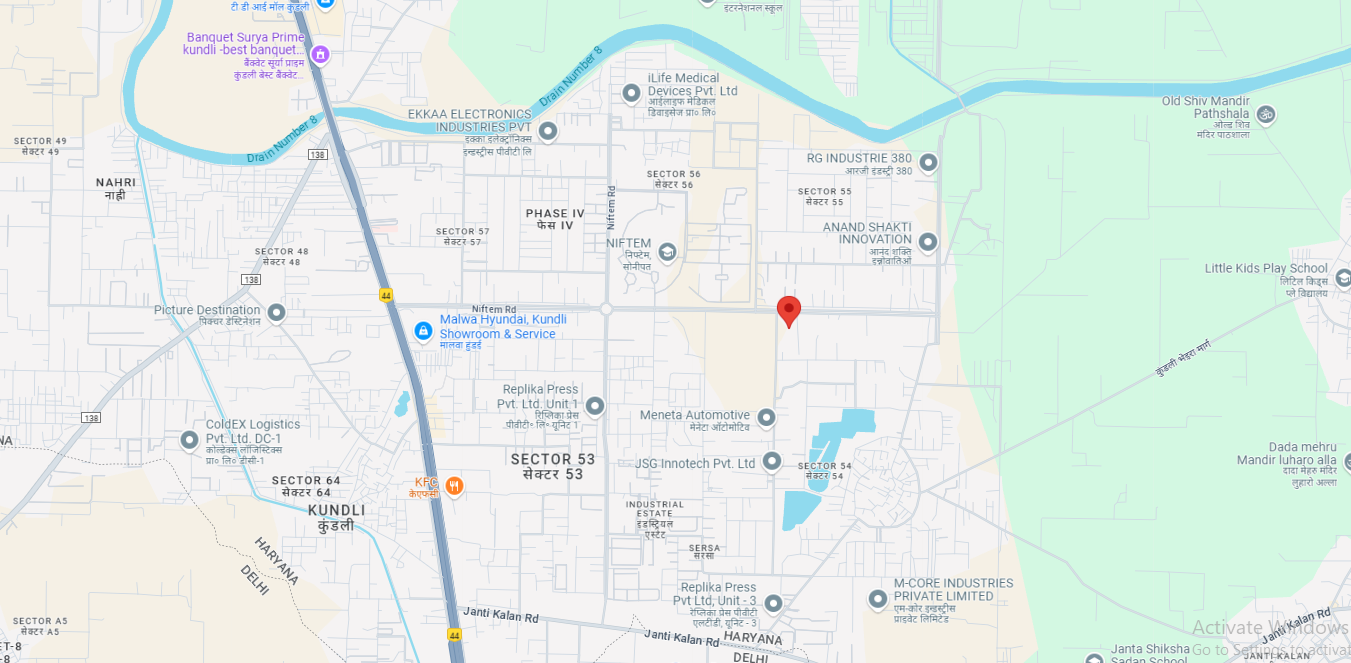 टी डी आई मॉल कुंडली
इंटरनेशनल स्कूल
Banquet Surya Prime
kundli -best banquet...
बैंक्वेट सूर्या प्राइम
कुंडली बेस्ट बैंक्वेट...
Drain Number 8
iLife Medical
Devices Pvt. Ltd
आईलाइफ मेडिकल
डिवाइसेज प्रा० लि०
EKKAA ELECTRONICS
INDUSTRIES PVT
इक्का इलेक्ट्रॉनिक्स
इन्डस्ट्रीस पीवीटी लि
Old Shiv Mandir
Pathshala
ओल्ड शिव
मंदिर पाठशाला
Drain Number 8
SECTOR 49
सेक्टर 49
138
RG INDUSTRIE 380
आरजी इंडस्ट्री 380
NAHRI
नाह्री
SECTOR 56
सेक्टर 56
SECTOR 55
सेक्टर 55
Niftem Rd
PHASE IV
फेस IV
SECTOR 57
सेक्टर 57
ANAND SHAKTI
INNOVATION
आनंद शक्ति
इन्नोवातिओं
NIFTEM
निफ्टेम,
सोनीपत
SECTOR 48
सेक्टर 48
138
Little Kids Play School
लिटिल किड्स
प्ले विद्यालय
44
Picture Destination
पिक्चर डेस्टिनेशन
Niftem Rd
Malwa Hyundai, Kundli
Showroom & Service
मालवा हुंडई
कुंडली भेड़रा मार्ग
Replika Press
Pvt. Ltd. Unit 1
रिप्लिका प्रेस
पीवीटी० लि० यूनिट 1
138
Meneta Automotive
मेनेटा ऑटोमोटिव
ColdEX Logistics
Pvt. Ltd, DC-1
कोल्डेक्स लॉजिस्टिक्स
प्रा० लि० डीसी-1
NA
SECTOR 53
सेक्टर 53
JSG Innotech Pvt. Ltd
SECTOR 54
सेक्टर 54
Dada mehru
Mandir luharo alla
दादा मेहरु मंदिर
लुहारो अल्ला
SECTOR 64
सेक्टर 64
KFC
केएफसी
KUNDLI
कुंडली
INDUSTRIAL
ESTATE
इंडस्ट्रियल
एस्टेट
HARYANA
DELHI
SERSA
सरसा
Replika Press
Pvt Ltd, Unit - 3
रेप्लिका प्रेस पीवीटी
एलटीडी, यूनिट - 3
M-CORE INDUSTRIES
PRIVATE LIMITED
एम-कोर इन्डस्ट्रीस
प्राइवेट लिमिटेड
Janti Kalan Rd
SECTOR A5
सेक्टर A5
44
Janti Kalan Rd
HARYANA
DELHI
Janti Kalan Rd
Activate Windows
Go to Settings to activat
ET-8
-8
Janta Shiksha
Sadan School
JANTI KALAN